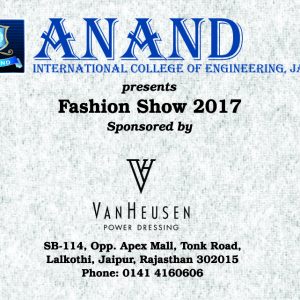 ANAND
INTERNATIONAL COLLEGE OF ENGINEERING, JA
presents
Fashion Show 2017
Sponsored by
VANHEUSEN
POWER DRESSING
SB-114, Opp. Apex Mall, Tonk Road,
Lalkothi, Jaipur, Rajasthan 302015
Phone: 0141 4160606